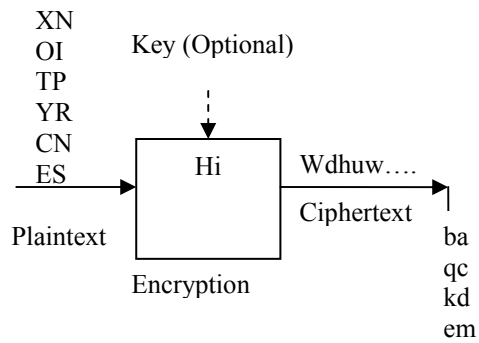 XN
OI
TP
YR
CN
ES
Key (Optional)
Hi
Wdhuw….
Plaintext
Ciphertext
Encryption
ba
qc
kd
em